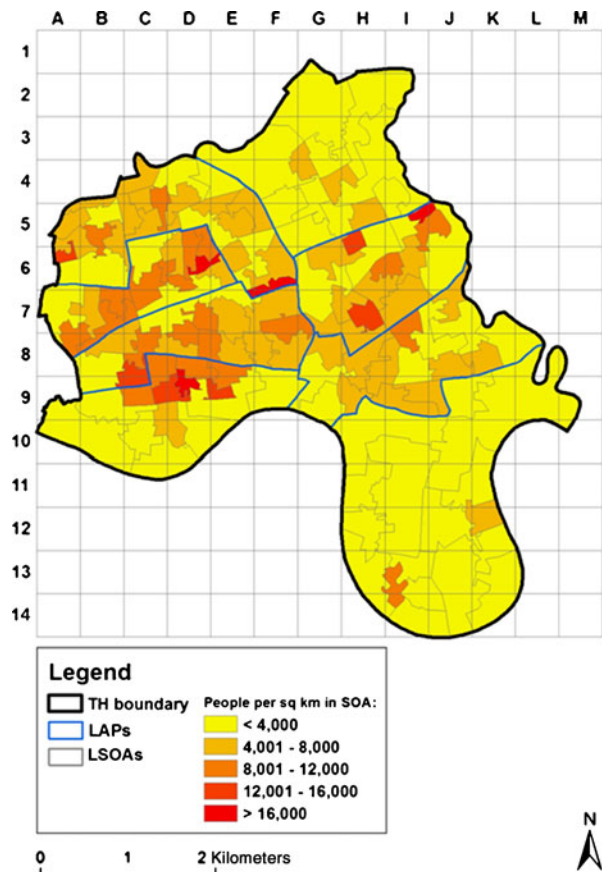 A B C D E F G H I J K L M
1
2
3
4
5
6
7
8
9
10
11
12
13
14
Legend
TH boundary
LAPs
LSOAs
People per sq km in SOA:
< 4,000
4,001 - 8,000
8,001 - 12,000
12,001 - 16,000
> 16,000
N
0 1 2 Kilometers